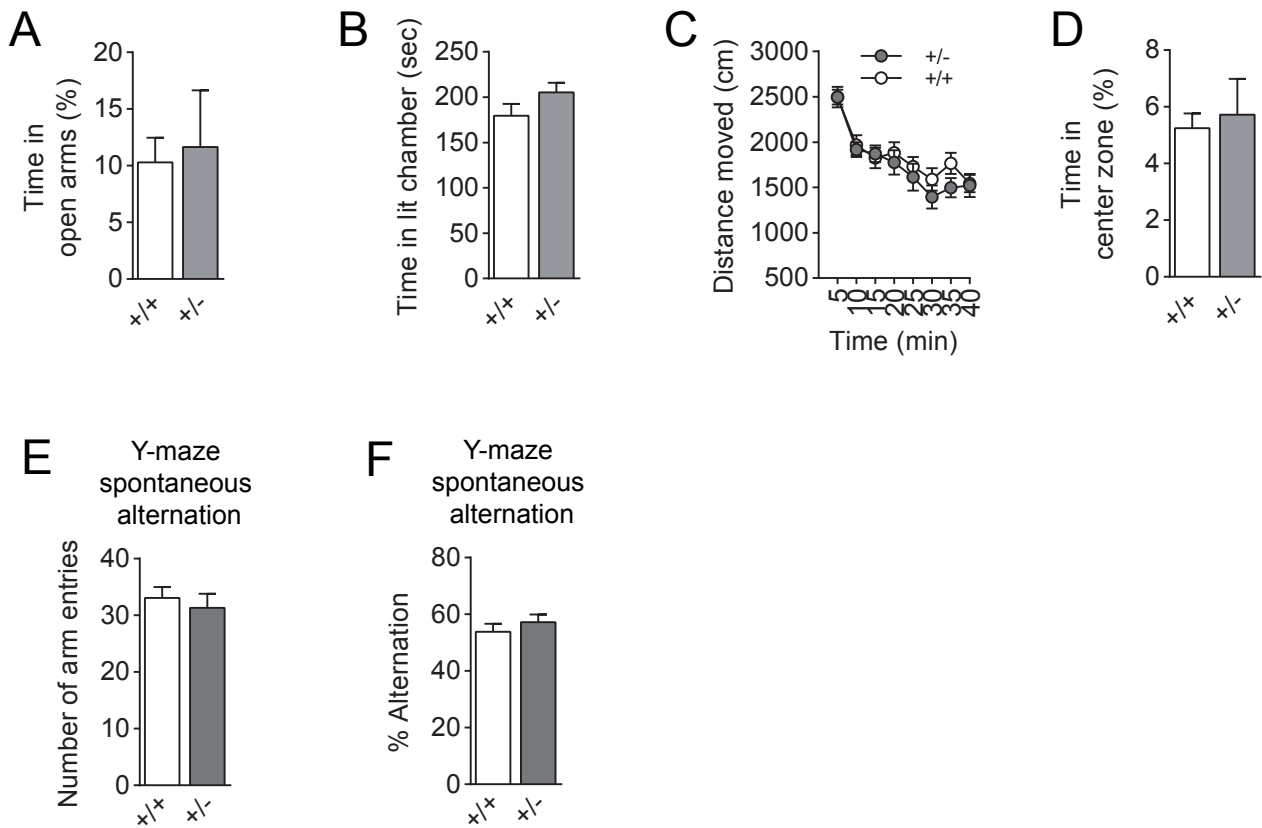 A
Time in
open arms (%)
20
15
10
5
0
+/+
+/-
B
Time in lit chamber (sec)
250
200
150
100
50
0
+/+
+/-
C
Distance moved (cm)
3000
2500
2000
1500
1000
500
+/-
+/+
5
10
15
20
25
30
35
40
Time (min)
D
Time in
center zone (%)
8
6
4
2
0
+/+
+/-
E
Y-maze
spontaneous
alternation
Number of arm entries
40
30
20
10
0
+/+
+/-
F
Y-maze
spontaneous
alternation
% Alternation
80
60
40
20
0
+/+
+/-